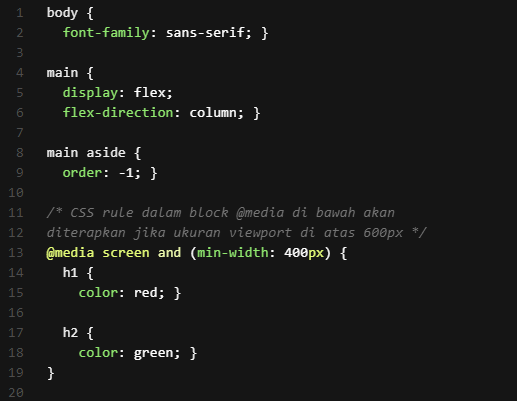 1 body {
2 font-family: sans-serif; }
3
4 main {
5 display: flex;
6 flex-direction: column; }
7
8 main aside {
9 order: -1; }
10
11 /* CSS rule dalam block @media di bawah akan
12 diterapkan jika ukuran viewport di atas 600px */
13 @media screen and (min-width: 400px) {
14 h1 {
15 color: red; }
16
17 h2 {
18 color: green; }
19 }
20